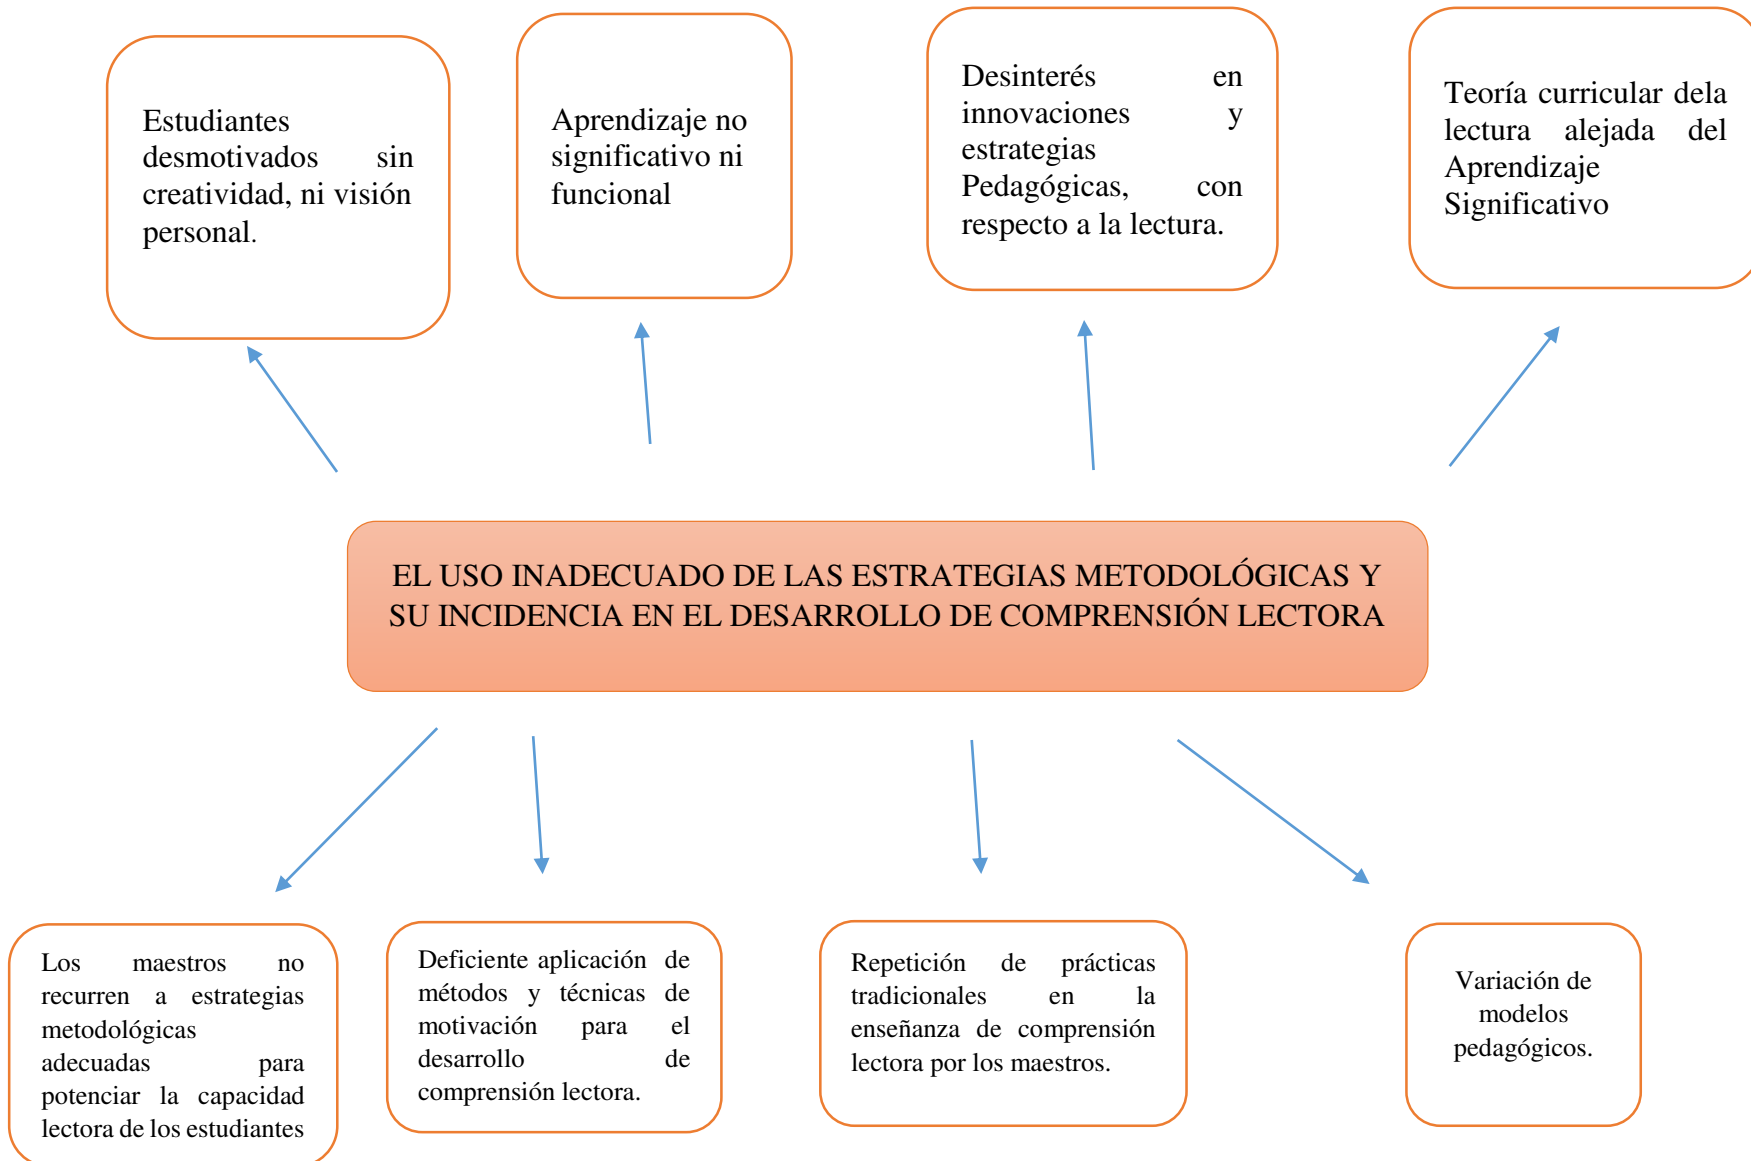 Estudiantes
desmotivados sin
creatividad, ni visión
personal.
Aprendizaje no
significativo ni
funcional
Desinterés en
innovaciones y
estrategias
Pedagógicas, con
respecto a la lectura.
Teoría curricular dela
lectura alejada del
Aprendizaje
Significativo
EL USO INADECUADO DE LAS ESTRATEGIAS METODOLÓGICAS Y
SU INCIDENCIA EN EL DESARROLLO DE COMPRENSIÓN LECTORA
Los maestros no
recurren a estrategias
metodológicas
adecuadas para
potenciar la capacidad
lectora de los estudiantes
Deficiente aplicación de
métodos y técnicas de
motivación para el
desarrollo de
comprensión lectora.
Repetición de prácticas
tradicionales en la
enseñanza de comprensión
lectora por los maestros.
Variación de
modelos
pedagógicos.